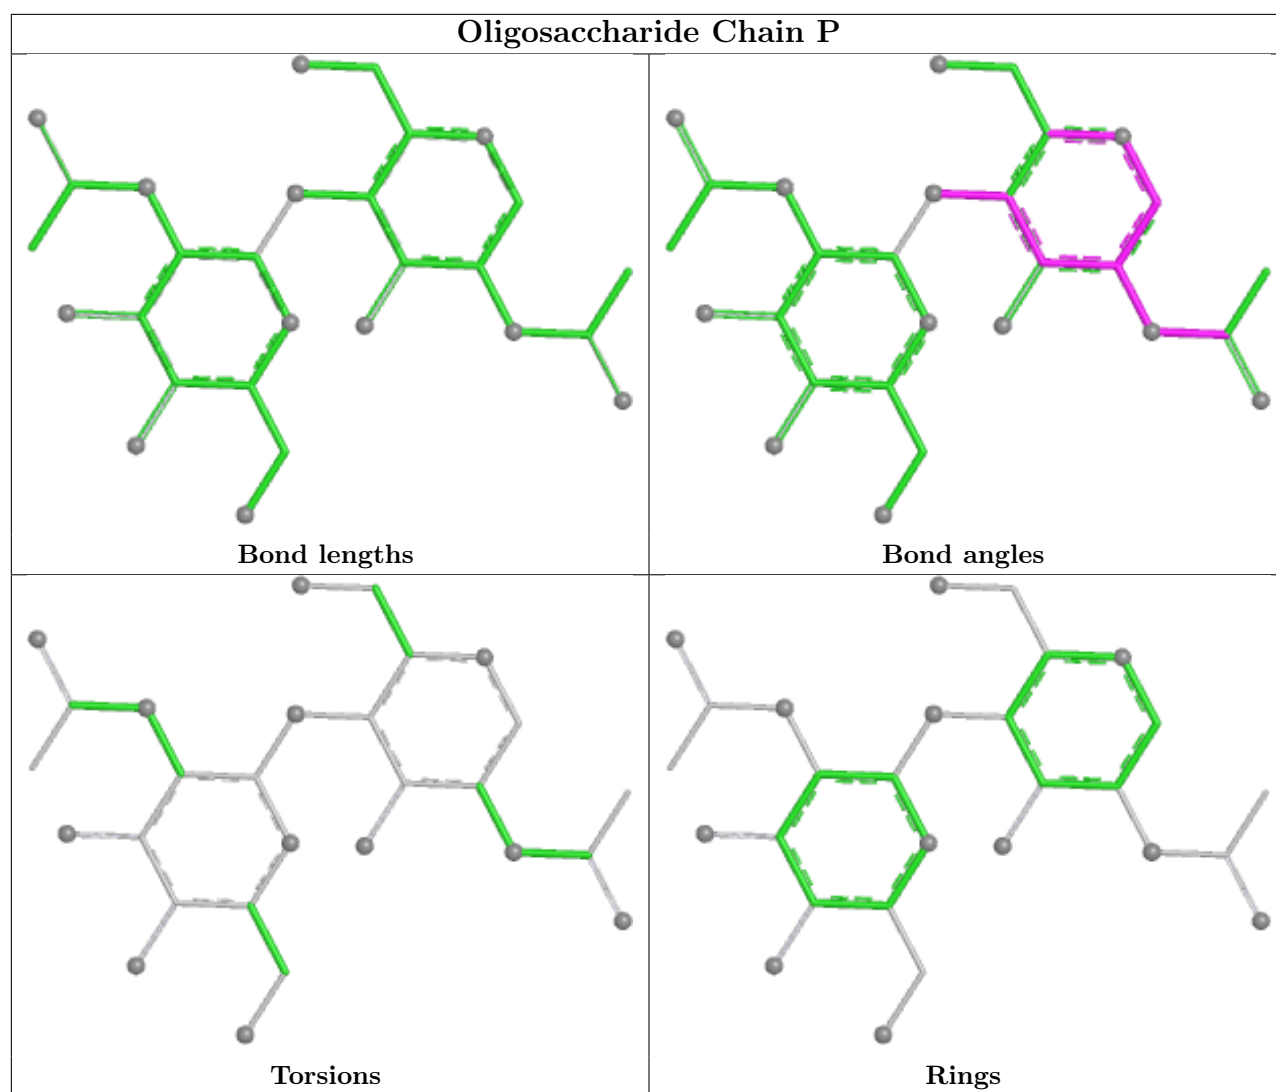 Oligosaccharide Chain P
Bond lengths
Bond angles
Torsions
Rings